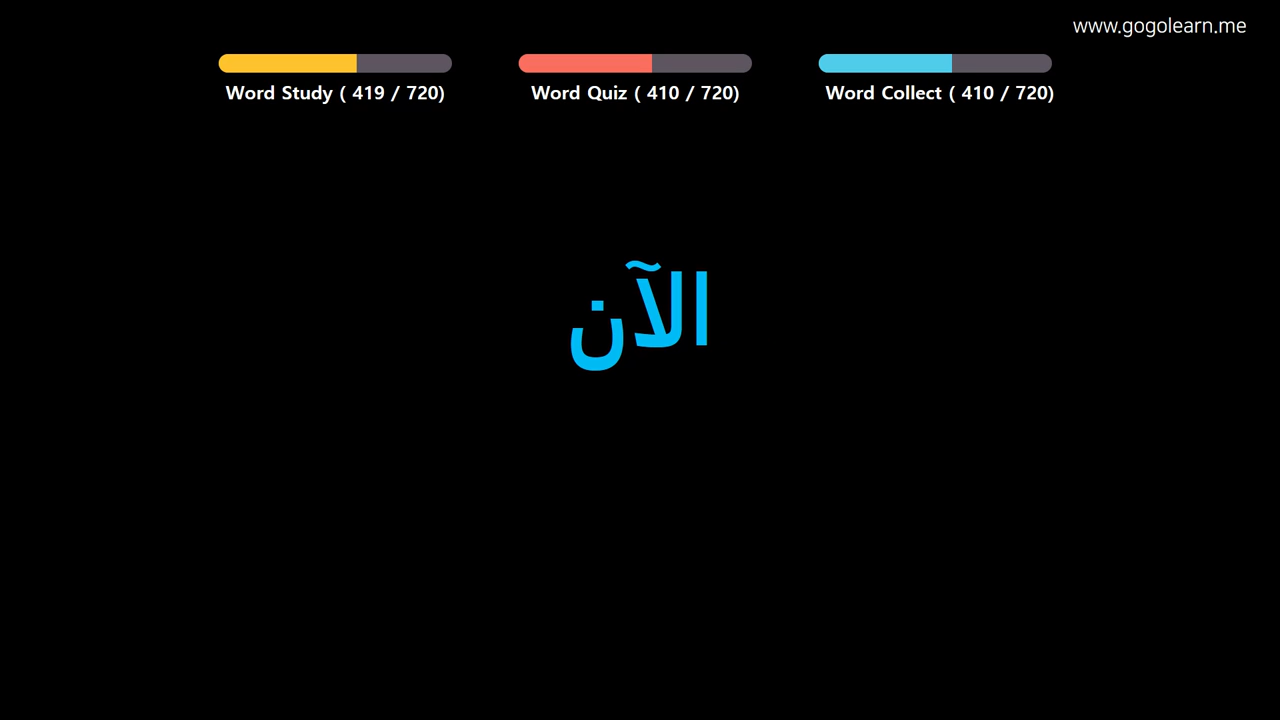 www.gogolearn.me
Word Study ( 419 / 720)
Word Quiz ( 410 / 720)
Word Collect ( 410 / 720)
الآن